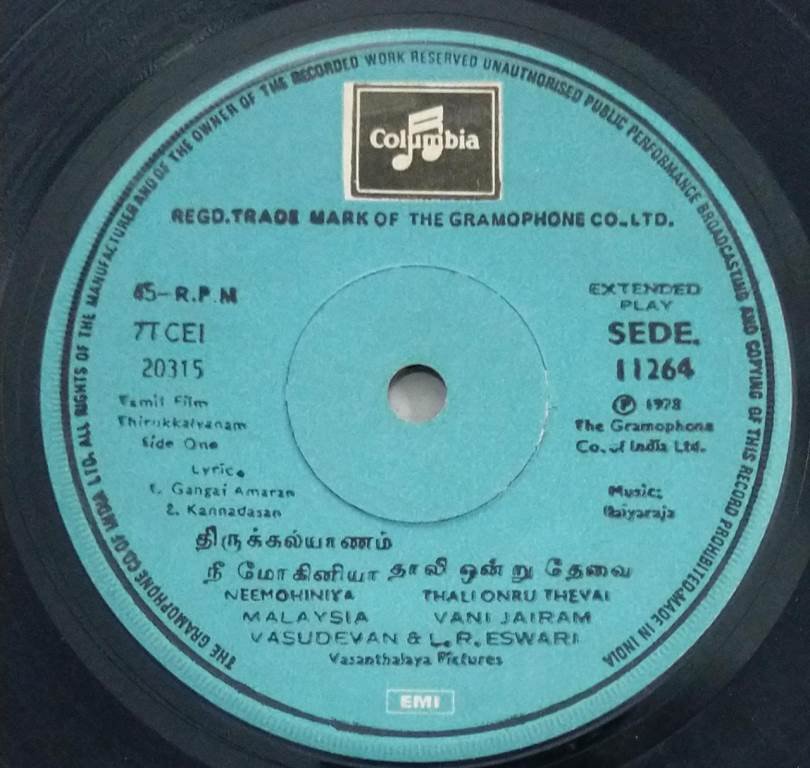 THE GRAMOPHONE CO. OF INDIA LTD. ALL RIGHTS OF THE MANUFACTURER AND OF THE OWNER OF THE RECORDED WORK RESERVED UNAUTHORISED PUBLIC PERFORMANCE BROADCASTING AND COPYING OF THIS RECORD PROHIBITED. MADE IN INDIA
Columbia
REGD. TRADE MARK OF THE GRAMOPHONE CO., LTD.
45-R.P.M
EXTENDED
PLAY
7TCEI
SEDE.
20315
11264
Tamil Film
℗ 1978
Thirukkalyanam
The Gramophone
Side One
Co. of India Ltd.
Lyric.
1. Gangai Amaran
Music:
2. Kannadasan
Ilaiyaraja
திருக்கல்யாணம்
நீ மோகினியா தாலி ஒன்று தேவை
NEEMOHINIYA THALI ONRU THEVAI
MALAYSIA VANI JAIRAM
VASUDEVAN & L. R. ESWARI
Vasanthalaya Pictures
EMI